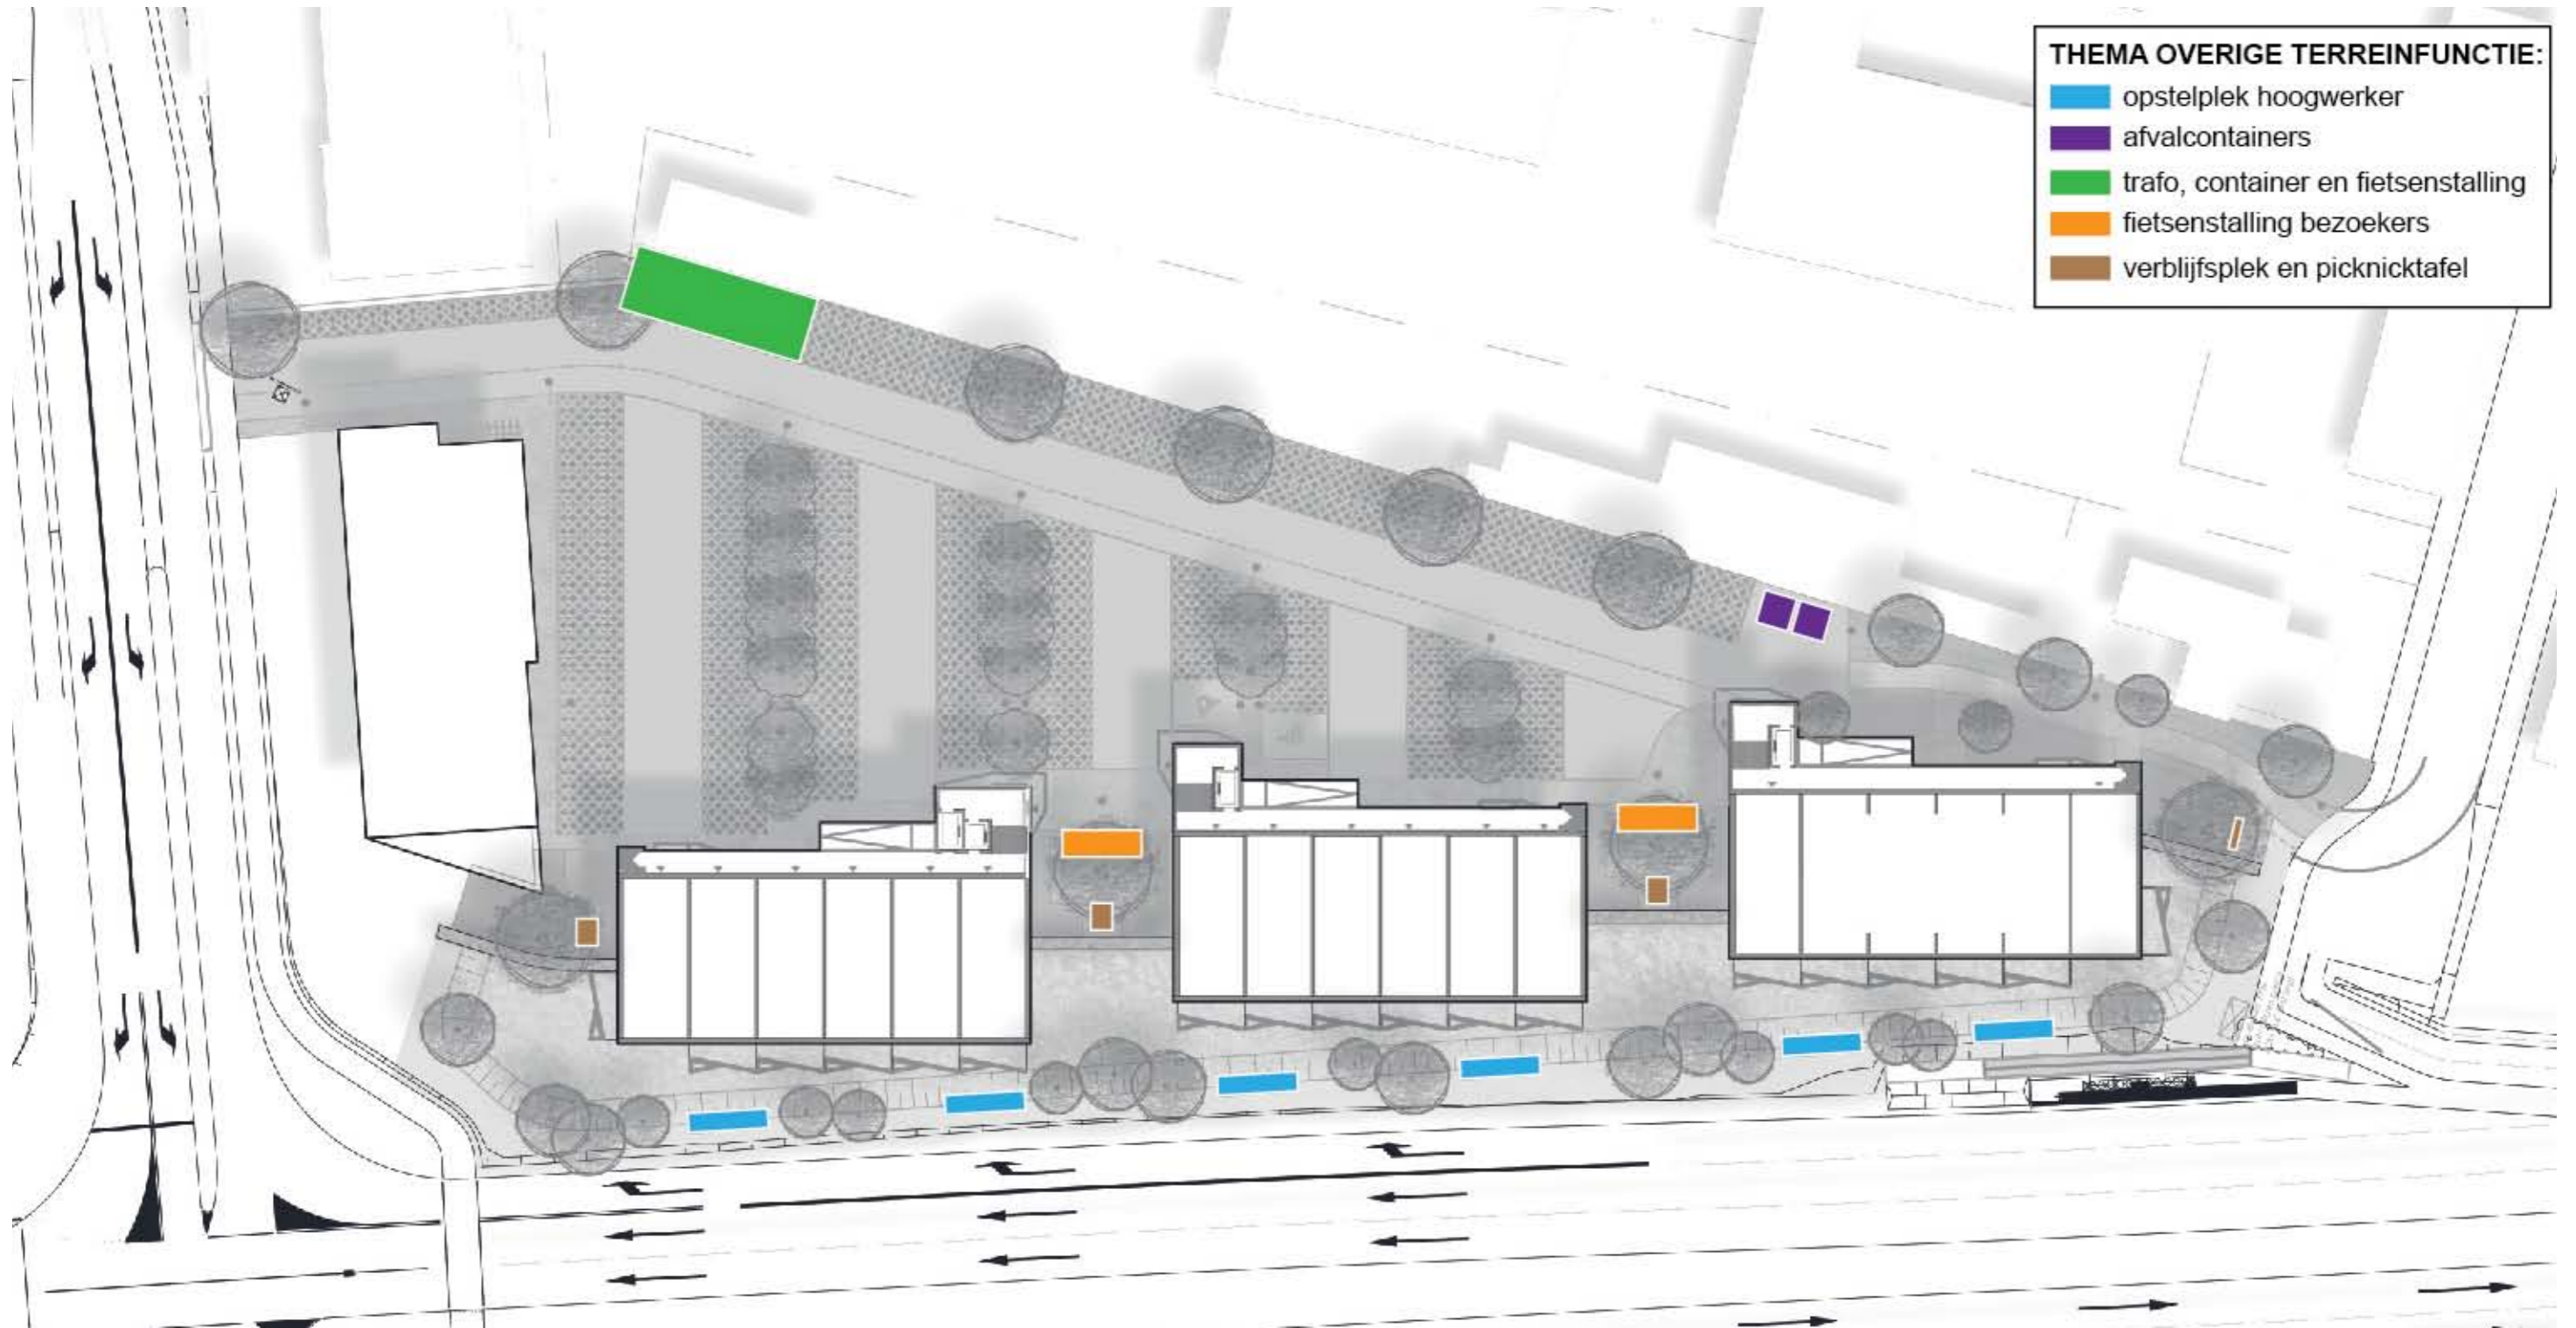 THEMA OVERIGE TERREINFUNCTIE:
opstelplek hoogwerker
afvalcontainers
trafo, container en fietsenstalling
fietsenstalling bezoekers
verblijfsplek en picknicktafel